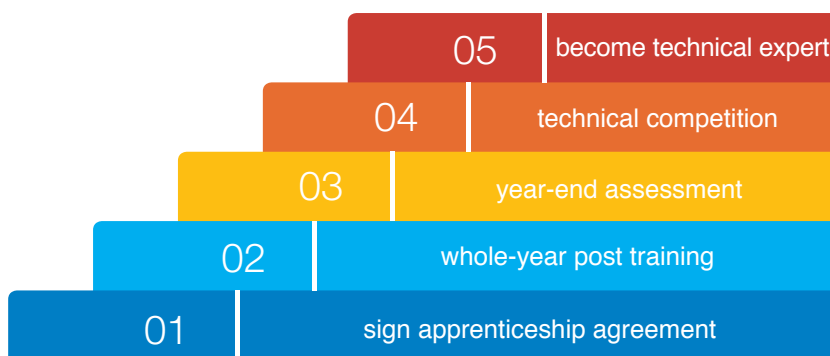 05 become technical expert
04 technical competition
03 year-end assessment
02 whole-year post training
01 sign apprenticeship agreement